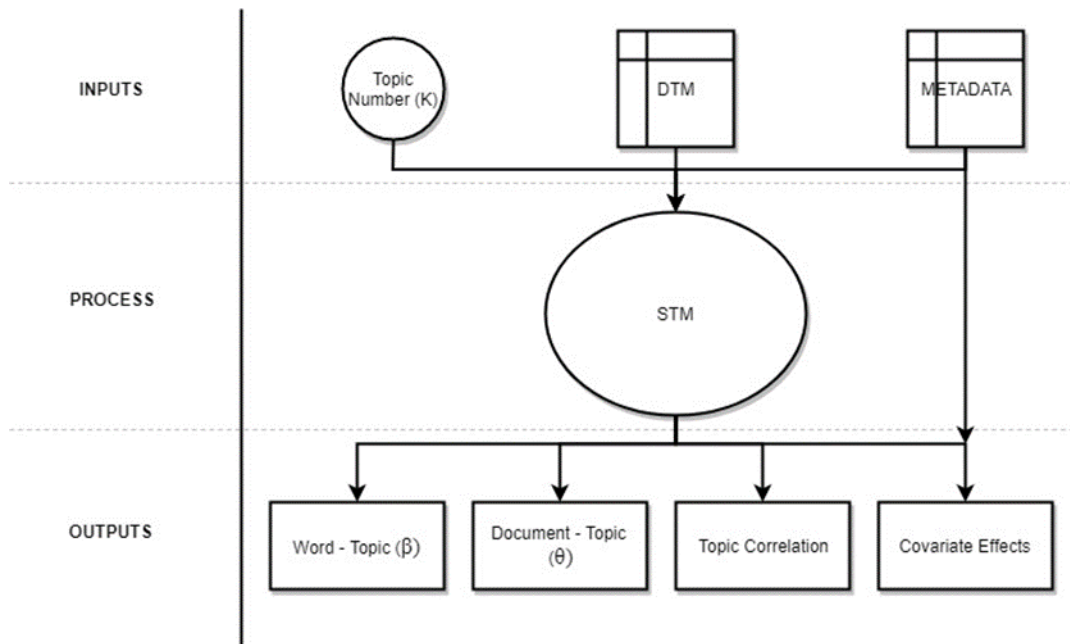 INPUTS
Topic
Number (K)
DTM
METADATA
PROCESS
STM
OUTPUTS
Word - Topic (β)
Document - Topic
(θ)
Topic Correlation
Covariate Effects